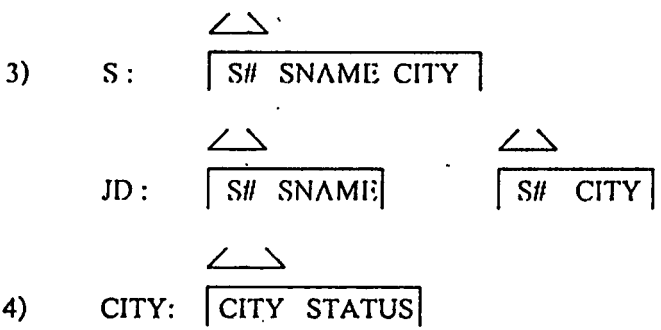 3) S : S# SNAME CITY
JD : S# SNAME S# CITY
4) CITY: CITY STATUS